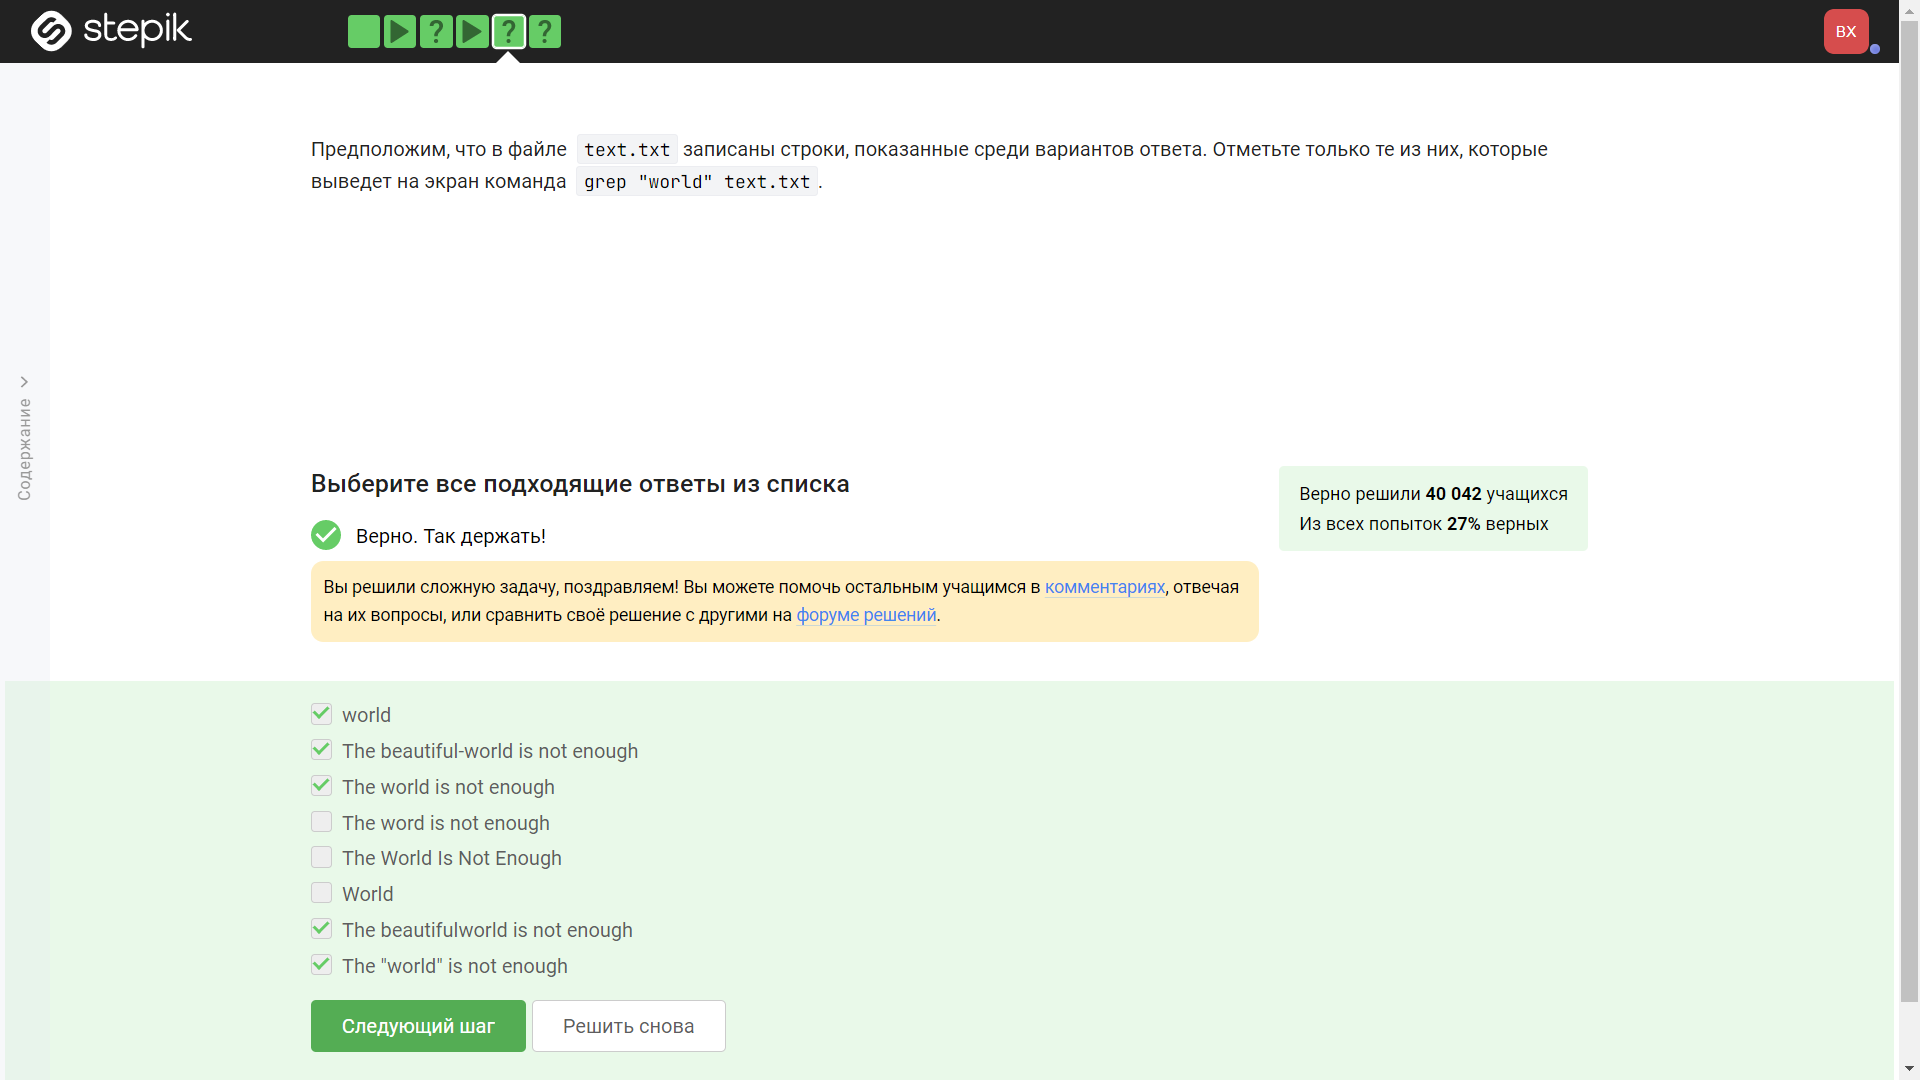 stepik
? ? ?
BX
Содержание
Предположим, что в файле text.txt записаны строки, показанные среди вариантов ответа. Отметьте только те из них, которые
выведет на экран команда grep "world" text.txt.
Выберите все подходящие ответы из списка
Верно. Так держать!
Вы решили сложную задачу, поздравляем! Вы можете помочь остальным учащимся в комментариях, отвечая
на их вопросы, или сравнить своё решение с другими на форуме решений.
Верно решили 40 042 учащихся
Из всех попыток 27% верных
world
The beautiful-world is not enough
The world is not enough
The word is not enough
The World Is Not Enough
World
The beautifulworld is not enough
The "world" is not enough
Следующий шаг
Решить снова